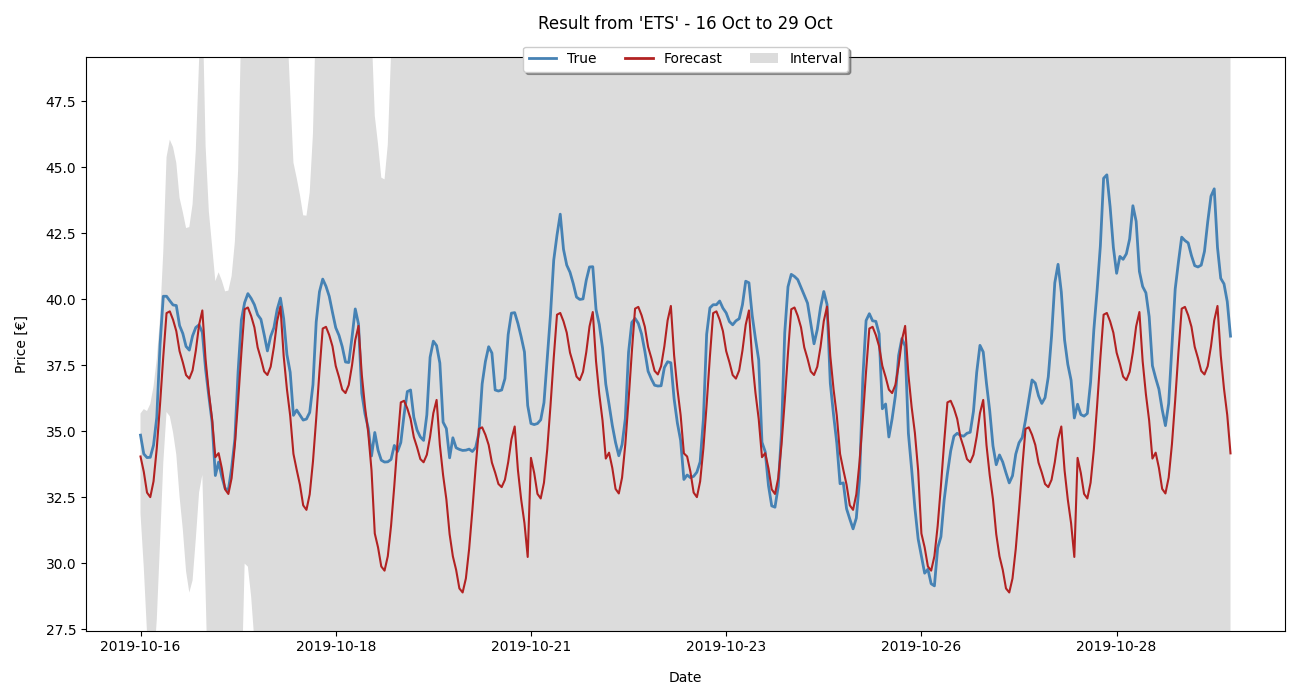 Result from 'ETS' - 16 Oct to 29 Oct
True Forecast Interval
47.5
45.0
42.5
40.0
37.5
35.0
32.5
30.0
27.5
Price [€]
2019-10-16 2019-10-18 2019-10-21 2019-10-23 2019-10-26 2019-10-28
Date